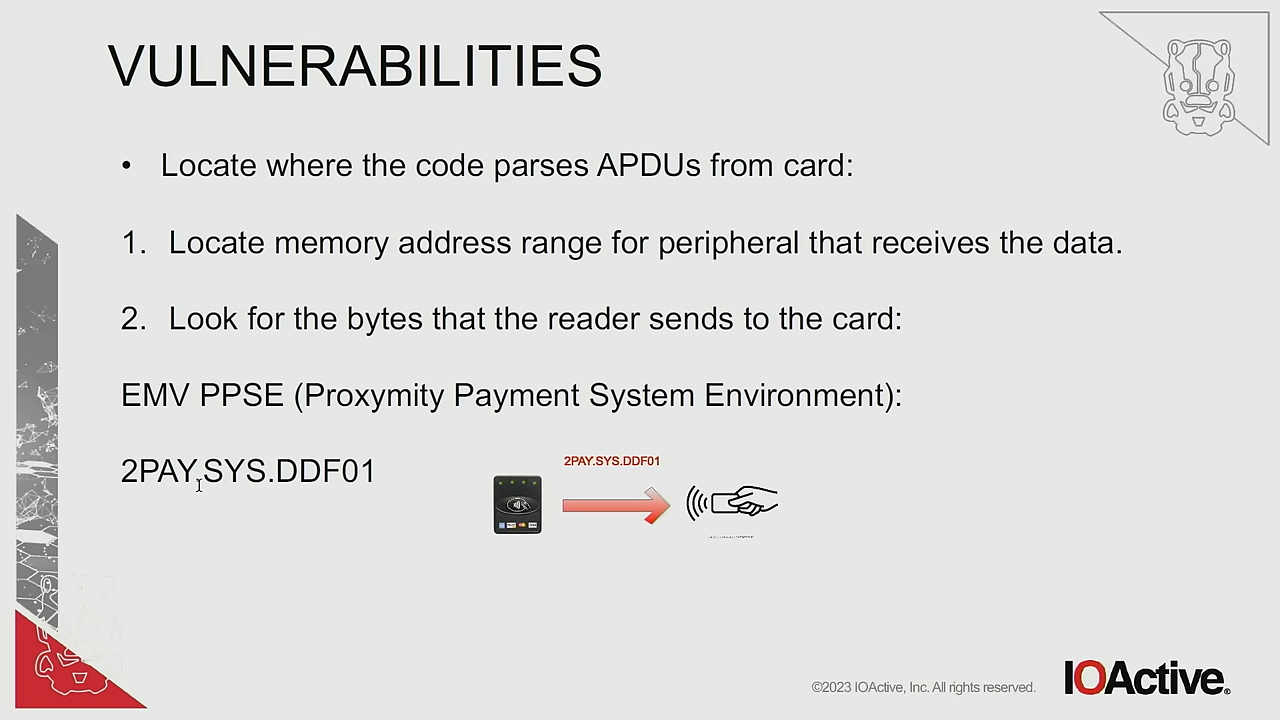 VULNERABILITIES
• Locate where the code parses APDUs from card:
1. Locate memory address range for peripheral that receives the data.
2. Look for the bytes that the reader sends to the card:
EMV PPSE (Proxymity Payment System Environment):
2PAY.SYS.DDF01
2PAY.SYS.DDF01
©2023 IOActive, Inc. All rights reserved.
IOActive®